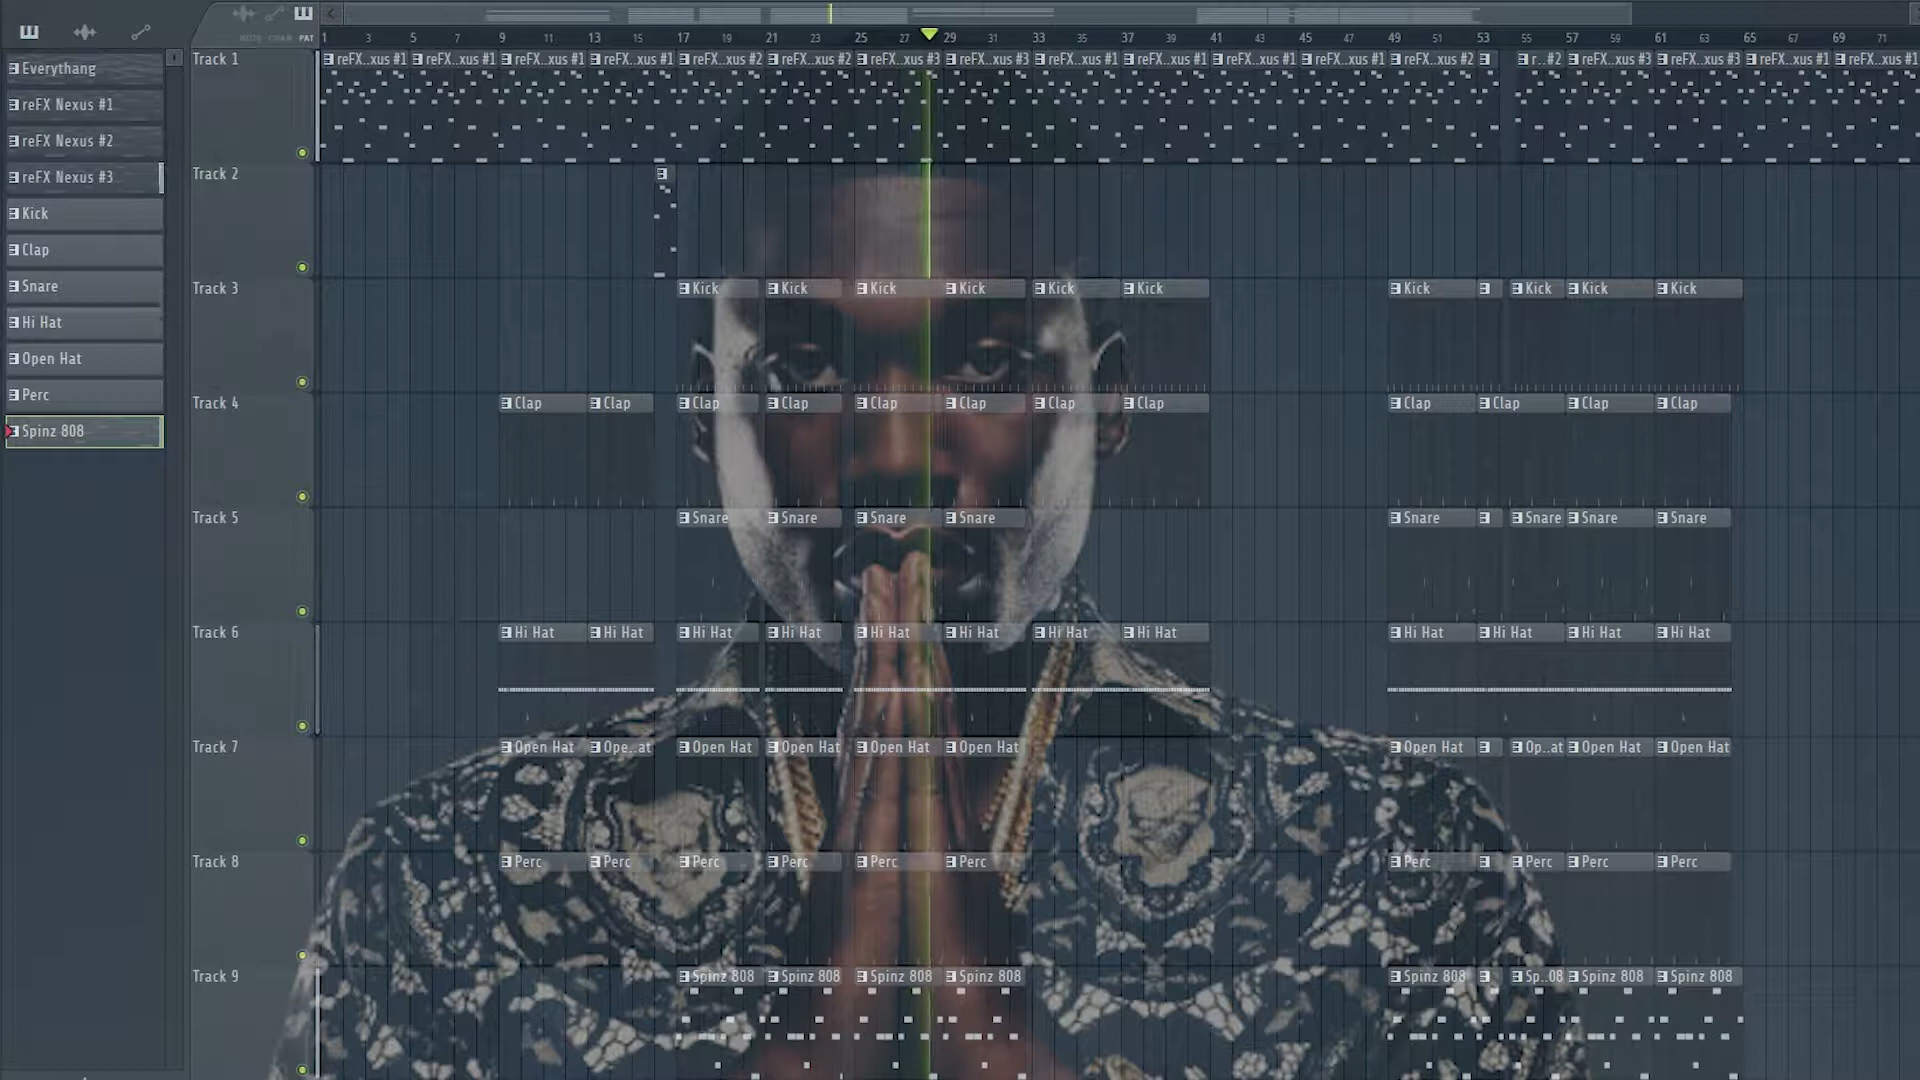 NOTE CHAN PAT
1 3 5 7 9 11 13 15 17 19 21 23 25 27 29 31 33 35 37 39 41 43 45 47 49 51 53 55 57 59 61 63 65 67 69 71
Everythang
reFX Nexus #1
reFX Nexus #2
reFX Nexus #3
Kick
Clap
Snare
Hi Hat
Open Hat
Perc
Spinz 808
Track 1 reFX..xus #1 reFX..xus #1 reFX..xus #1 reFX..xus #1 reFX..xus #2 reFX..xus #2 reFX..xus #3 reFX..xus #3 reFX..xus #1 reFX..xus #1 reFX..xus #1 reFX..xus #1 reFX..xus #2 r..#2 reFX..xus #3 reFX..xus #3 reFX..xus #1 reFX..xus #1
Track 2
Track 3 Kick Kick Kick Kick Kick Kick Kick Kick Kick Kick
Track 4 Clap Clap Clap Clap Clap Clap Clap Clap Clap Clap Clap Clap
Track 5 Snare Snare Snare Snare Snare Snare Snare Snare
Track 6 Hi Hat Hi Hat Hi Hat Hi Hat Hi Hat Hi Hat Hi Hat Hi Hat Hi Hat Hi Hat Hi Hat Hi Hat
Track 7 Open Hat Ope..at Open Hat Open Hat Open Hat Open Hat Open Hat Op..at Open Hat Open Hat
Track 8 Perc Perc Perc Perc Perc Perc Perc Perc Perc Perc
Track 9 Spinz 808 Spinz 808 Spinz 808 Spinz 808 Spinz 808 Sp..08 Spinz 808 Spinz 808